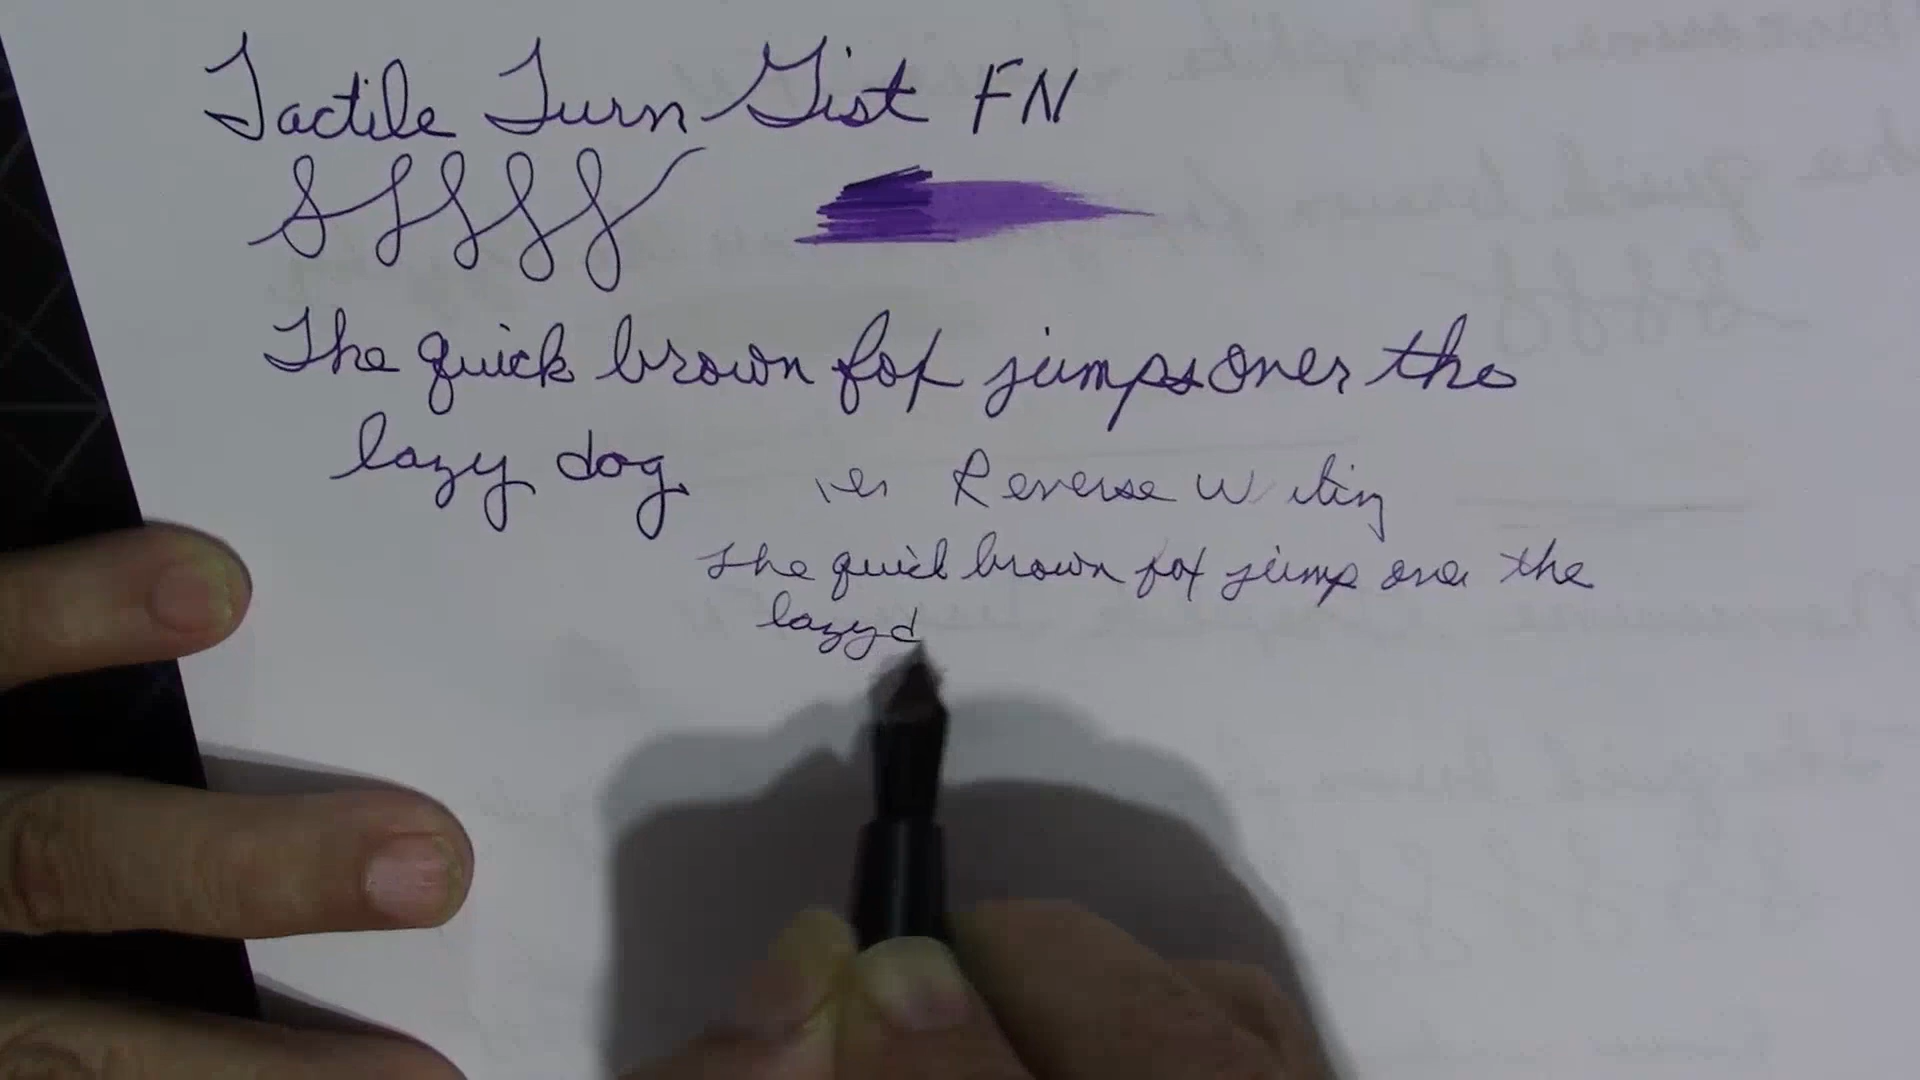 Tactile Turn Gist FN
The quick brown fox jumps over the
lazy dog.
Reverse Writing
The quick brown fox jump over the
lazy d